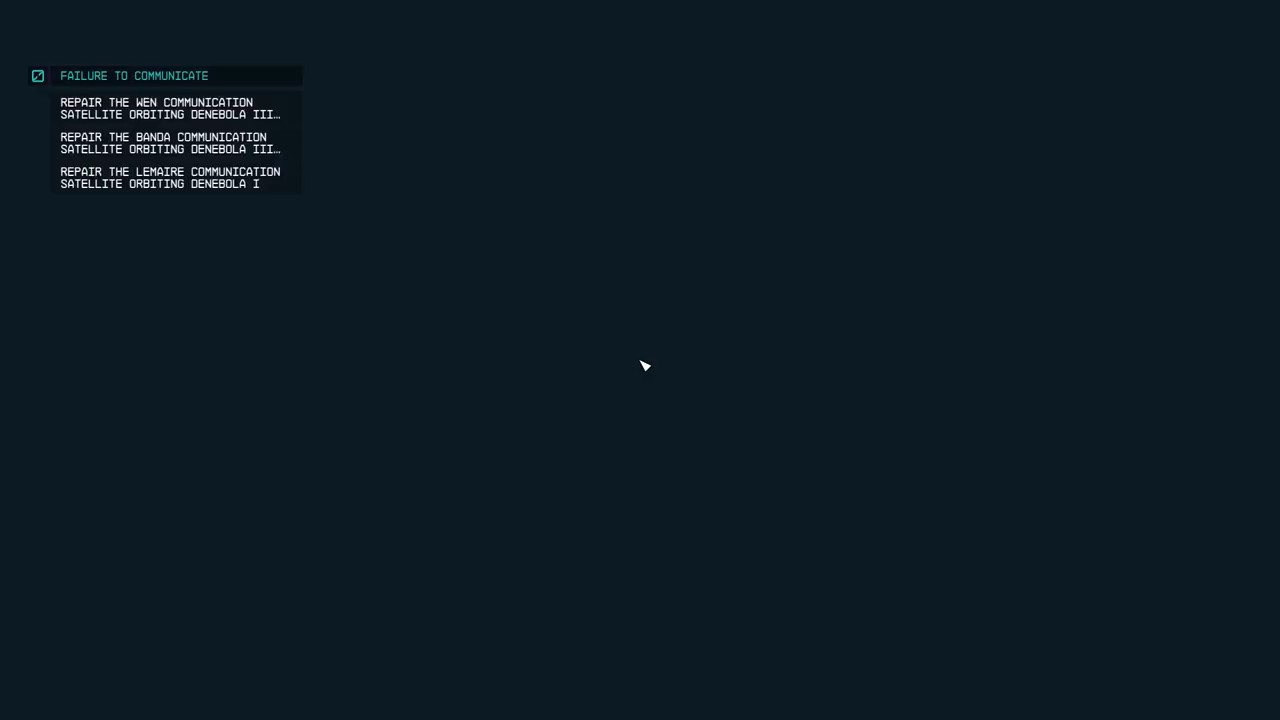 FAILURE TO COMMUNICATE
REPAIR THE WEN COMMUNICATION
SATELLITE ORBITING DENEBOLA III…
REPAIR THE BANDA COMMUNICATION
SATELLITE ORBITING DENEBOLA III…
REPAIR THE LEMAIRE COMMUNICATION
SATELLITE ORBITING DENEBOLA I